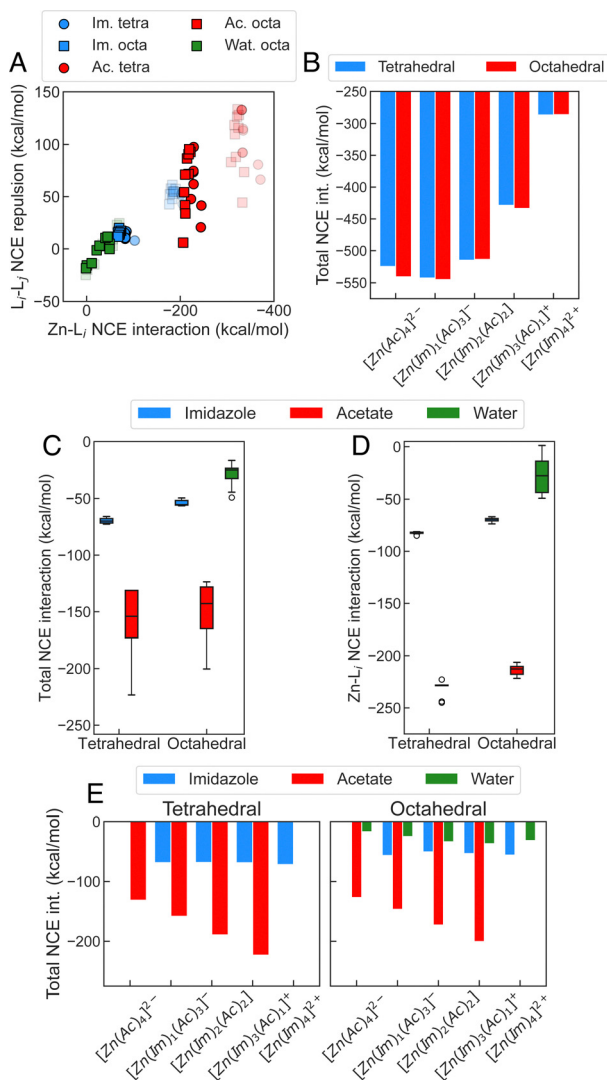 Im. tetra
Im. octa
Ac. tetra
Ac. octa
Wat. octa
A
L_i-L_j NCE repulsion (kcal/mol)
150
100
50
0
−50
0
−200
−400
Zn-L_i NCE interaction (kcal/mol)
B
Tetrahedral
Octahedral
Total NCE int. (kcal/mol)
−250
−300
−350
−400
−450
−500
−550
[Zn(Ac)4]2−
[Zn(Im)1(Ac)3]−
[Zn(Im)2(Ac)2]
[Zn(Im)3(Ac)1]+
[Zn(Im)4]2+
Imidazole
Acetate
Water
C
Total NCE interaction (kcal/mol)
0
−50
−100
−150
−200
−250
Tetrahedral
Octahedral
D
Zn-L_i NCE interaction (kcal/mol)
0
−50
−100
−150
−200
−250
Tetrahedral
Octahedral
Imidazole
Acetate
Water
E
Tetrahedral
Octahedral
Total NCE int. (kcal/mol)
0
−100
−200
[Zn(Ac)4]2−
[Zn(Im)1(Ac)3]−
[Zn(Im)2(Ac)2]
[Zn(Im)3(Ac)1]+
[Zn(Im)4]2+
[Zn(Ac)4]2−
[Zn(Im)1(Ac)3]−
[Zn(Im)2(Ac)2]
[Zn(Im)3(Ac)1]+
[Zn(Im)4]2+